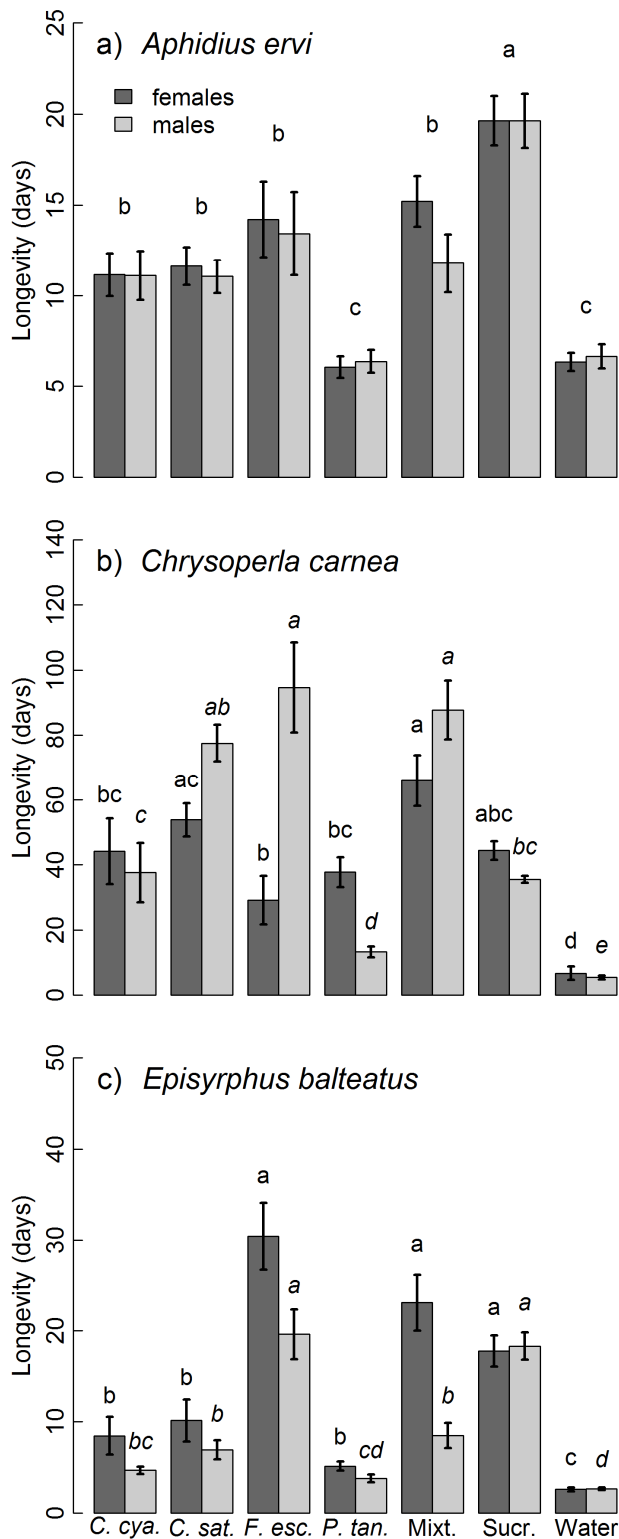 a) Aphidius ervi
females
males
Longevity (days)
0 5 10 15 20 25
b b b c b a c
b) Chrysoperla carnea
Longevity (days)
0 20 40 60 80 100 120 140
bc c ac ab b a bc d a a abc bc d e
c) Episyrphus balteatus
Longevity (days)
0 10 20 30 40 50
b bc b b a a b cd a b a a c d
C. cya. C. sat. F. esc. P. tan. Mixt. Sucr. Water